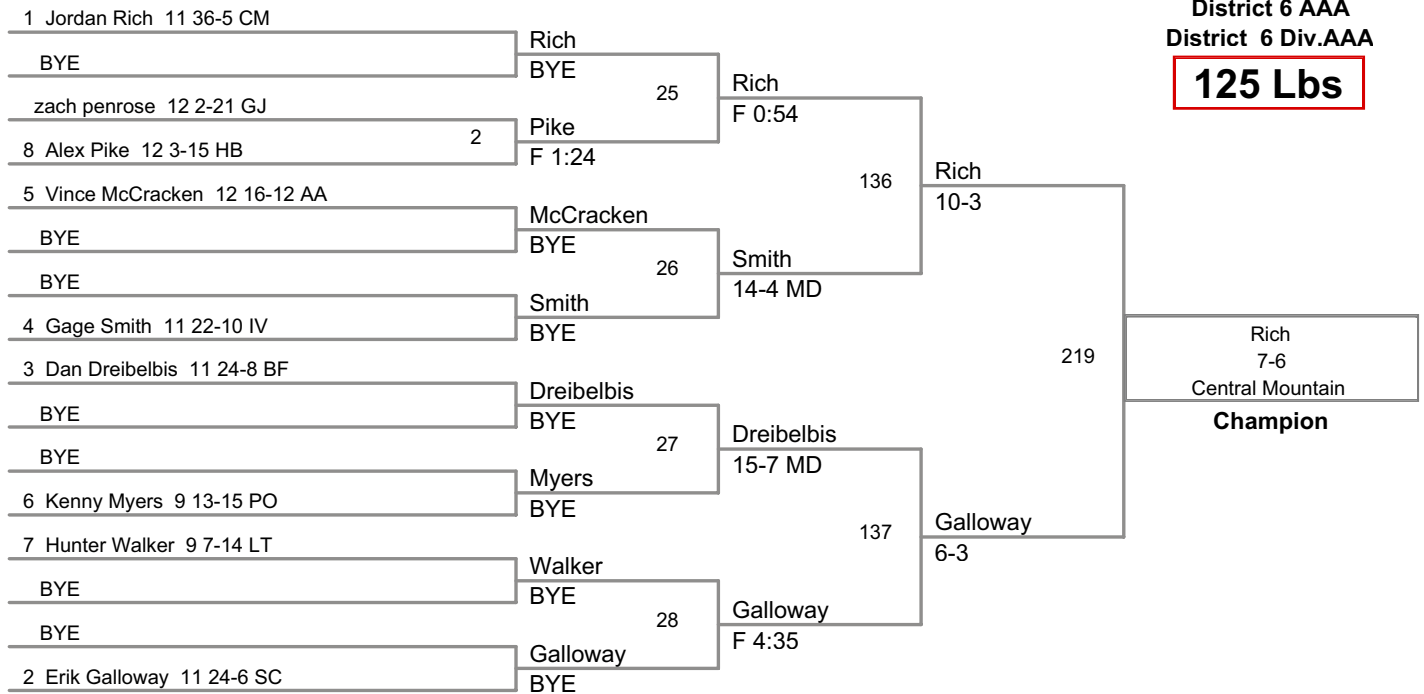 District 6 AAA
District 6 Div.AAA
125 Lbs
1 Jordan Rich 11 36-5 CM
BYE
zach penrose 12 2-21 GJ
8 Alex Pike 12 3-15 HB
5 Vince McCracken 12 16-12 AA
BYE
BYE
4 Gage Smith 11 22-10 IV
3 Dan Dreibelbis 11 24-8 BF
BYE
BYE
6 Kenny Myers 9 13-15 PO
7 Hunter Walker 9 7-14 LT
BYE
BYE
2 Erik Galloway 11 24-6 SC
2
Rich
BYE
Pike
F 1:24
McCracken
BYE
Smith
BYE
Dreibelbis
BYE
Myers
BYE
Walker
BYE
Galloway
BYE
25
26
27
28
Rich
F 0:54
Smith
14-4 MD
Dreibelbis
15-7 MD
Galloway
F 4:35
136
137
Rich
10-3
Galloway
6-3
219
Rich
7-6
Central Mountain
Champion